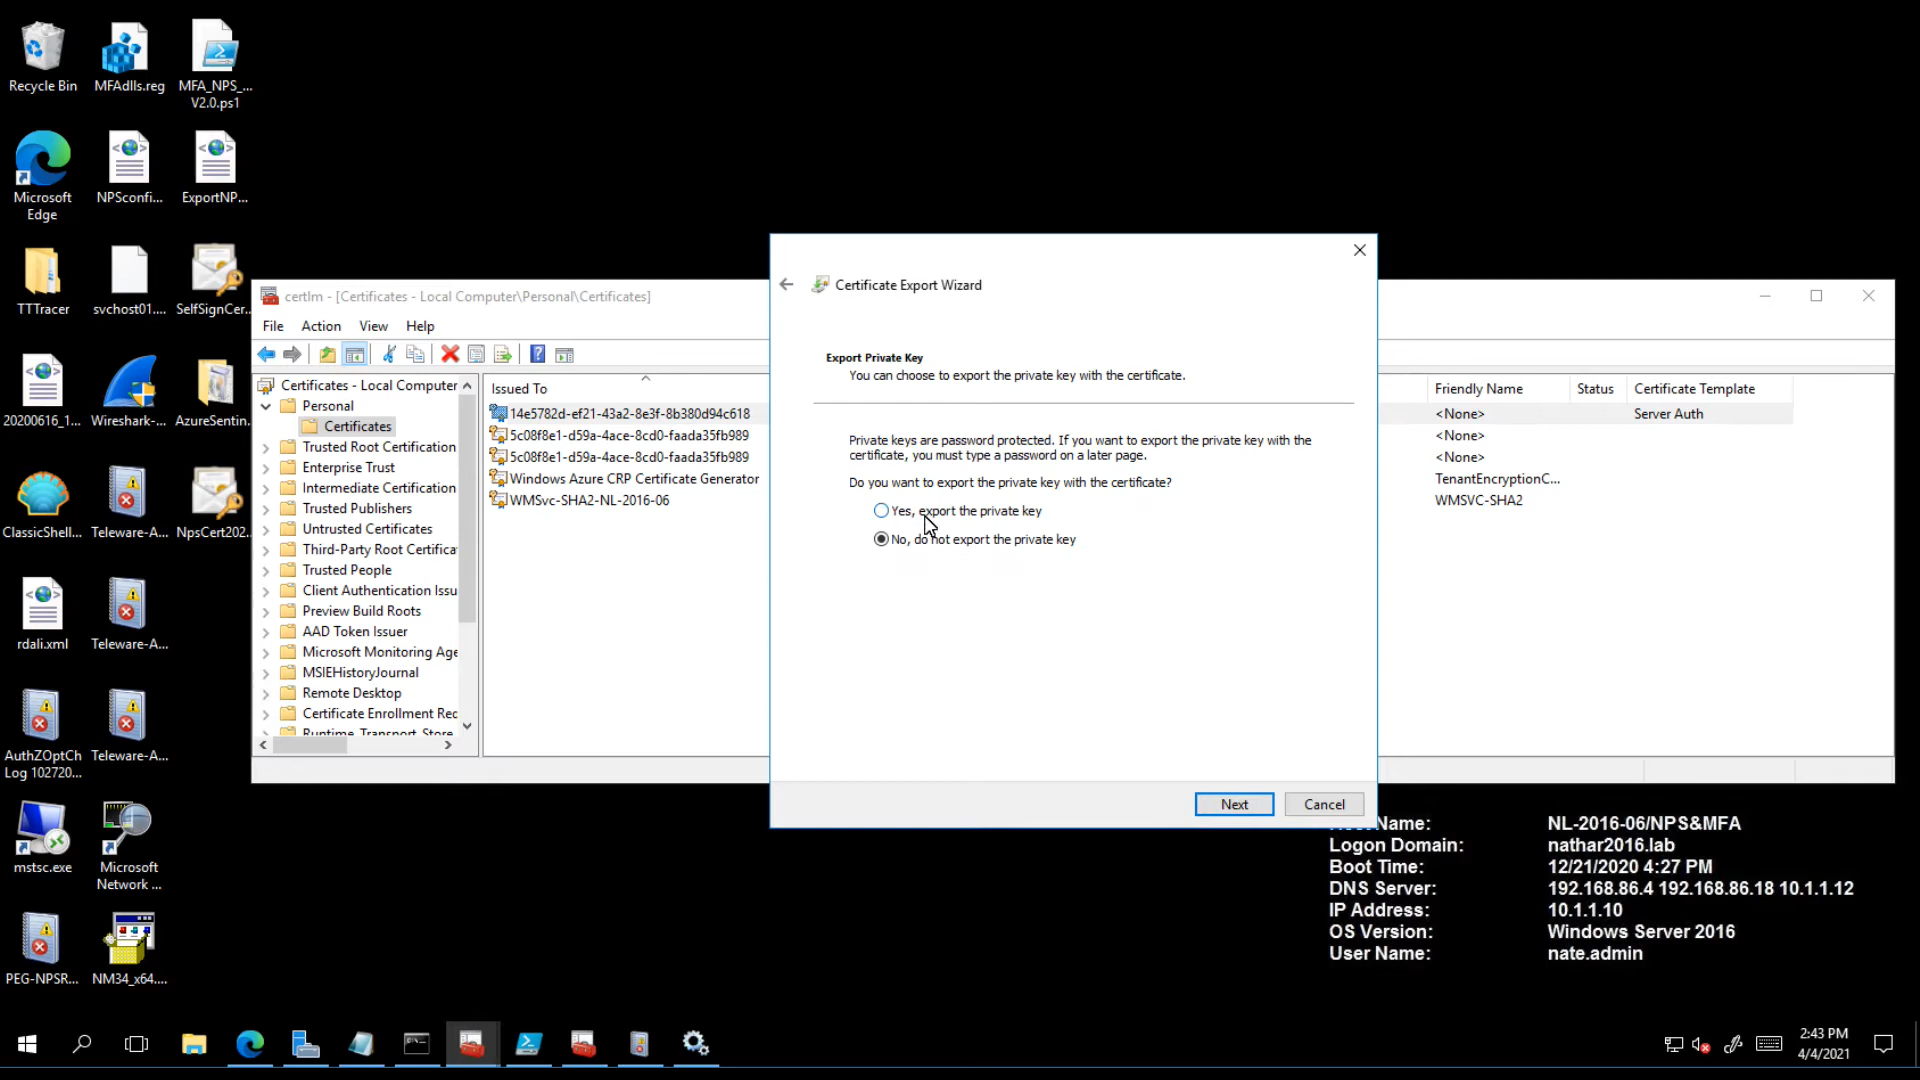 Recycle Bin
MFAdlls.reg
MFA_NPS_...
V2.0.ps1
Microsoft
Edge
NPSconfi...
ExportNP...
TTTracer
svchost01....
SelfSignCer...
20200616_1...
Wireshark-...
AzureSentin...
ClassicShell...
Teleware-A...
NpsCert202...
rdali.xml
Teleware-A...
AuthZOptCh
Log 102720...
Teleware-A...
mstsc.exe
Microsoft
Network ...
PEG-NPSR...
NM34_x64....
certlm - [Certificates - Local Computer\Personal\Certificates]
File Action View Help
Certificates - Local Computer
Personal
Certificates
Trusted Root Certification
Enterprise Trust
Intermediate Certification
Trusted Publishers
Untrusted Certificates
Third-Party Root Certifica
Trusted People
Client Authentication Issu
Preview Build Roots
AAD Token Issuer
Microsoft Monitoring Age
MSIEHistoryJournal
Remote Desktop
Certificate Enrollment Req
Runtime_Transport_Store
Issued To
14e5782d-ef21-43a2-8e3f-8b380d94c618
5c08f8e1-d59a-4ace-8cd0-faada35fb989
5c08f8e1-d59a-4ace-8cd0-faada35fb989
Windows Azure CRP Certificate Generator
WMSvc-SHA2-NL-2016-06
Friendly Name Status Certificate Template
<None> Server Auth
<None>
<None>
TenantEncryptionC...
WMSVC-SHA2
Certificate Export Wizard
Export Private Key
You can choose to export the private key with the certificate.
Private keys are password protected. If you want to export the private key with the
certificate, you must type a password on a later page.
Do you want to export the private key with the certificate?
Yes, export the private key
No, do not export the private key
Next Cancel
Name: NL-2016-06/NPS&MFA
Logon Domain: nathar2016.lab
Boot Time: 12/21/2020 4:27 PM
DNS Server: 192.168.86.4 192.168.86.18 10.1.1.12
IP Address: 10.1.1.10
OS Version: Windows Server 2016
User Name: nate.admin
2:43 PM
4/4/2021